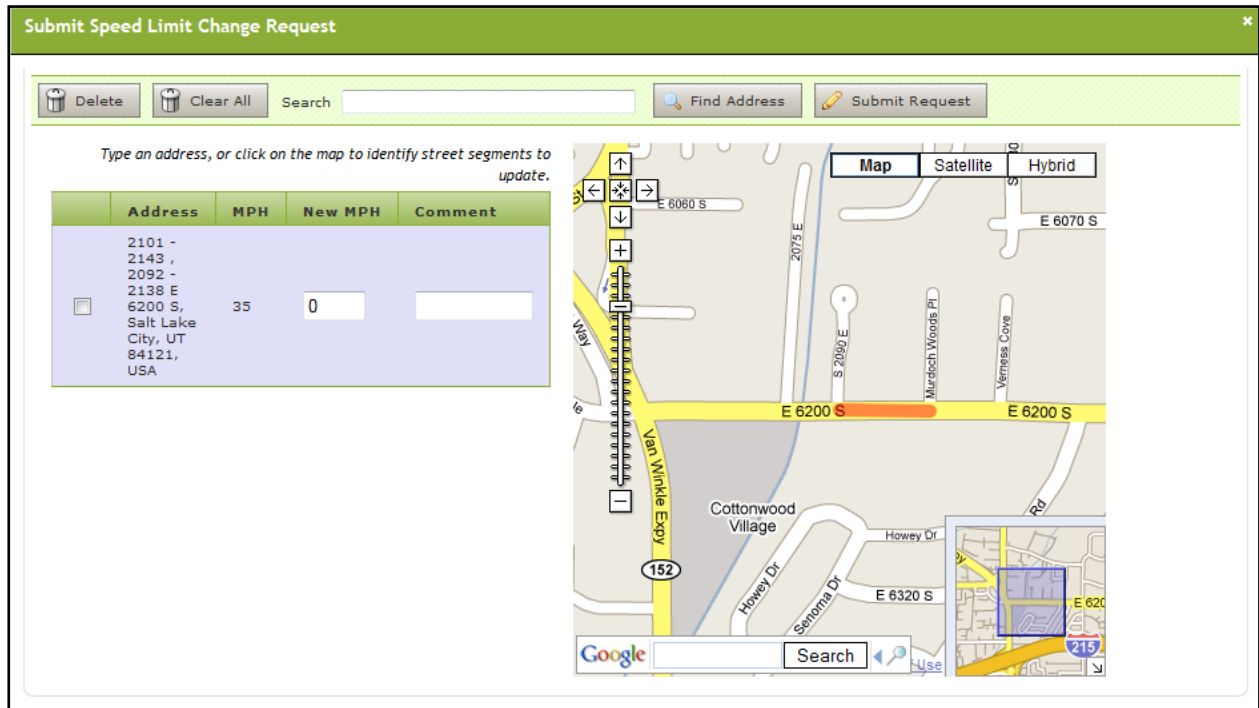 Submit Speed Limit Change Request
Delete
Clear All
Search
Find Address
Submit Request
Type an address, or click on the map to identify street segments to
update.
Address MPH New MPH Comment
2101 -
2143 ,
2092 -
2138 E
6200 S,
Salt Lake
City, UT
84121,
USA
35
0
Map
Satellite
Hybrid
E 6060 S
E 6070 S
2075 E
S 2090 E
Murdoch Woods Pl
Verness Cove
Way
E 6200 S
E 6200 S
Van Winkle Expy
Cottonwood
Village
Howey Dr
Rd
152
Howey Dr
Senoma Dr
E 6320 S
E 620
215
Google
Search
Use